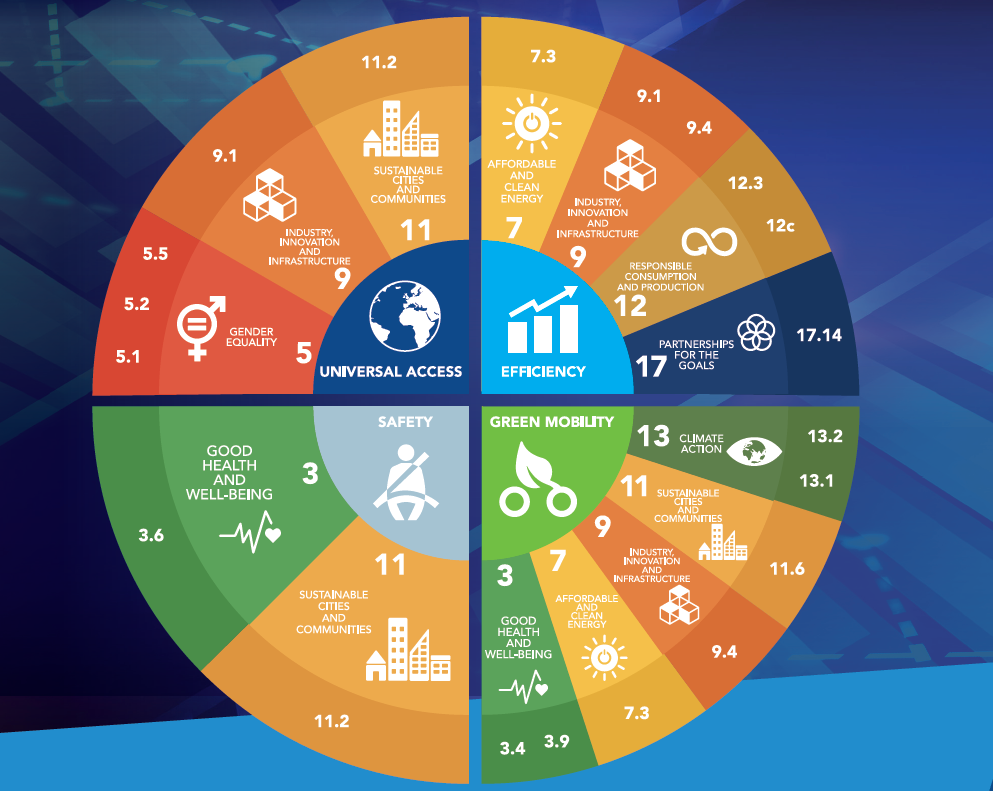 11.2
9.1
5.5
5.2
5.1
SUSTAINABLE
CITIES
AND
COMMUNITIES
11
INDUSTRY,
INNOVATION
AND
INFRASTRUCTURE
9
GENDER
EQUALITY
5
UNIVERSAL ACCESS
7.3
9.1
9.4
12.3
12c
17.14
AFFORDABLE
AND
CLEAN
ENERGY
7
INDUSTRY,
INNOVATION
AND
INFRASTRUCTURE
9
RESPONSIBLE
CONSUMPTION
AND PRODUCTION
12
PARTNERSHIPS
FOR THE
GOALS
17
EFFICIENCY
SAFETY
GOOD
HEALTH
AND
WELL-BEING
3
3.6
11
SUSTAINABLE
CITIES
AND
COMMUNITIES
11.2
GREEN MOBILITY
13
CLIMATE
ACTION
13.2
13.1
11
SUSTAINABLE
CITIES
AND
COMMUNITIES
11.6
9
INDUSTRY,
INNOVATION
AND
INFRASTRUCTURE
9.4
7
AFFORDABLE
AND
CLEAN
ENERGY
7.3
3
GOOD
HEALTH
AND
WELL-BEING
3.4 3.9